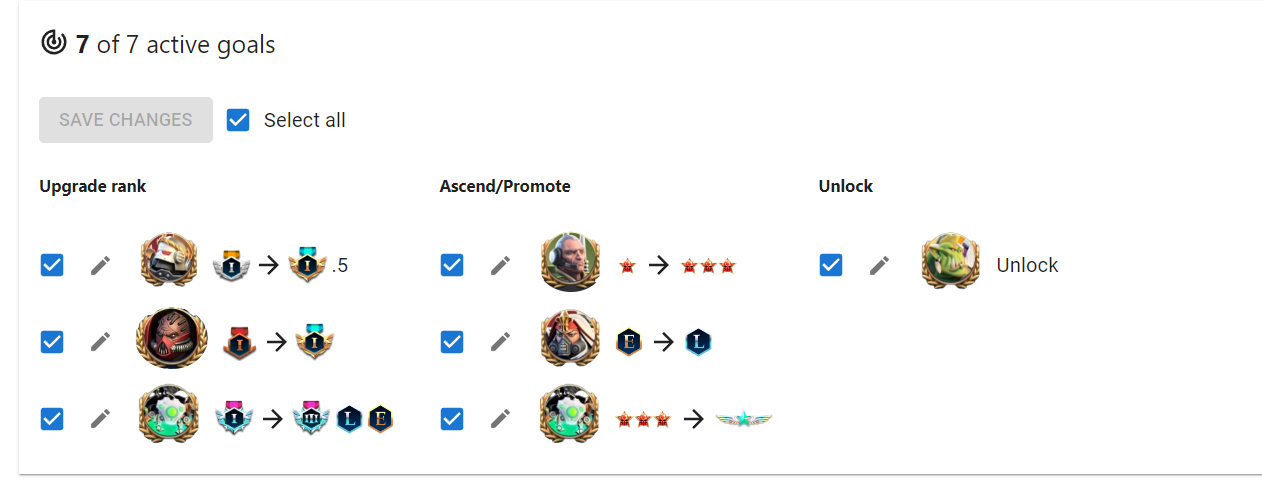 7 of 7 active goals
SAVE CHANGES Select all
Upgrade rank Ascend/Promote Unlock
I I .5 Unlock
I I E L
I III L E